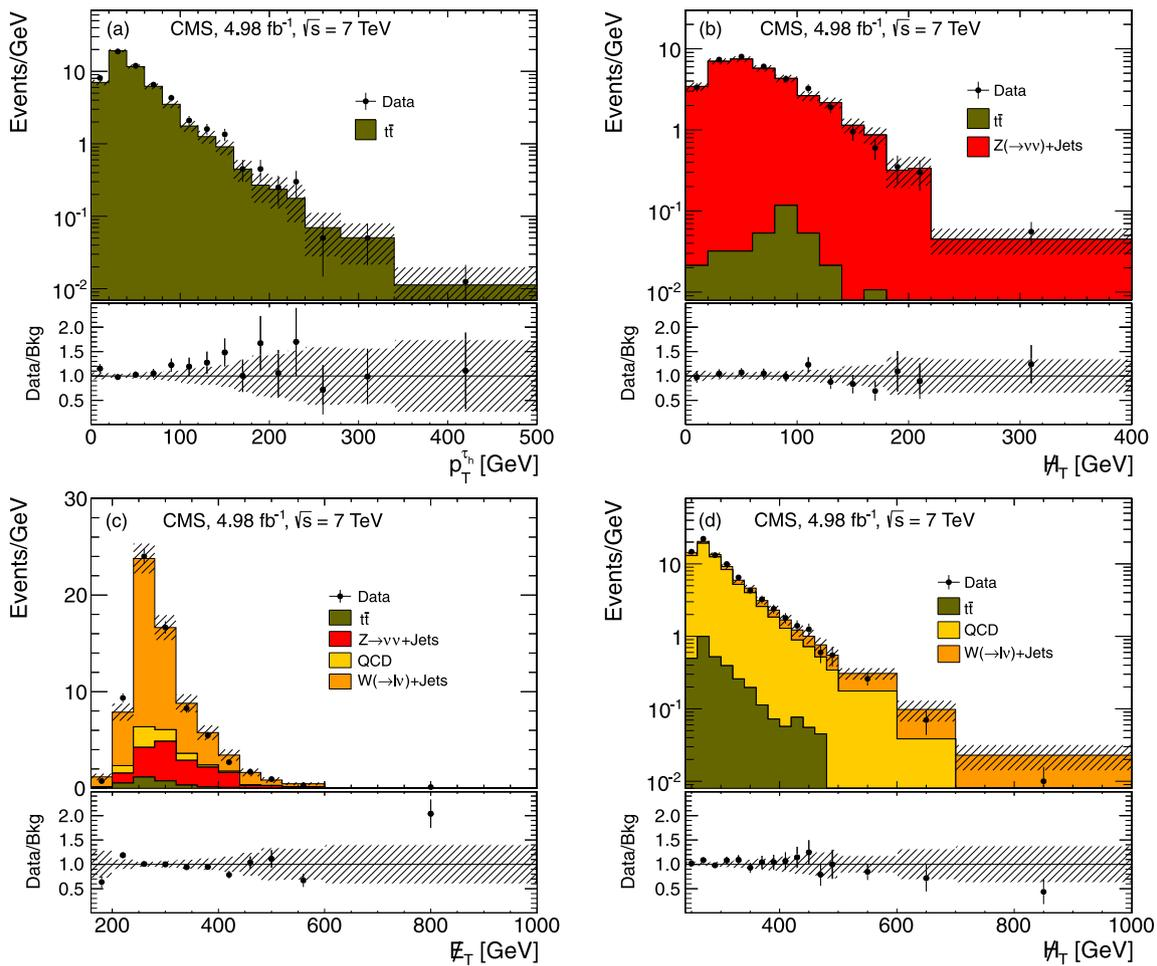 (a) CMS, 4.98 fb⁻¹, √s = 7 TeV
Events/GeV
10
1
10⁻¹
10⁻²
Data
tt̄
Data/Bkg
2.0
1.5
1.0
0.5
0 100 200 300 400 500
p_T^τh [GeV]
(b) CMS, 4.98 fb⁻¹, √s = 7 TeV
Events/GeV
10
1
10⁻¹
10⁻²
Data
tt̄
Z(→νν)+Jets
Data/Bkg
2.0
1.5
1.0
0.5
0 100 200 300 400
H̸_T [GeV]
(c) CMS, 4.98 fb⁻¹, √s = 7 TeV
Events/GeV
30
20
10
0
Data
tt̄
Z→νν+Jets
QCD
W(→lν)+Jets
Data/Bkg
2.0
1.5
1.0
0.5
200 400 600 800 1000
E̸_T [GeV]
(d) CMS, 4.98 fb⁻¹, √s = 7 TeV
Events/GeV
10
1
10⁻¹
10⁻²
Data
tt̄
QCD
W(→lν)+Jets
Data/Bkg
2.0
1.5
1.0
0.5
400 600 800 1000
H̸_T [GeV]